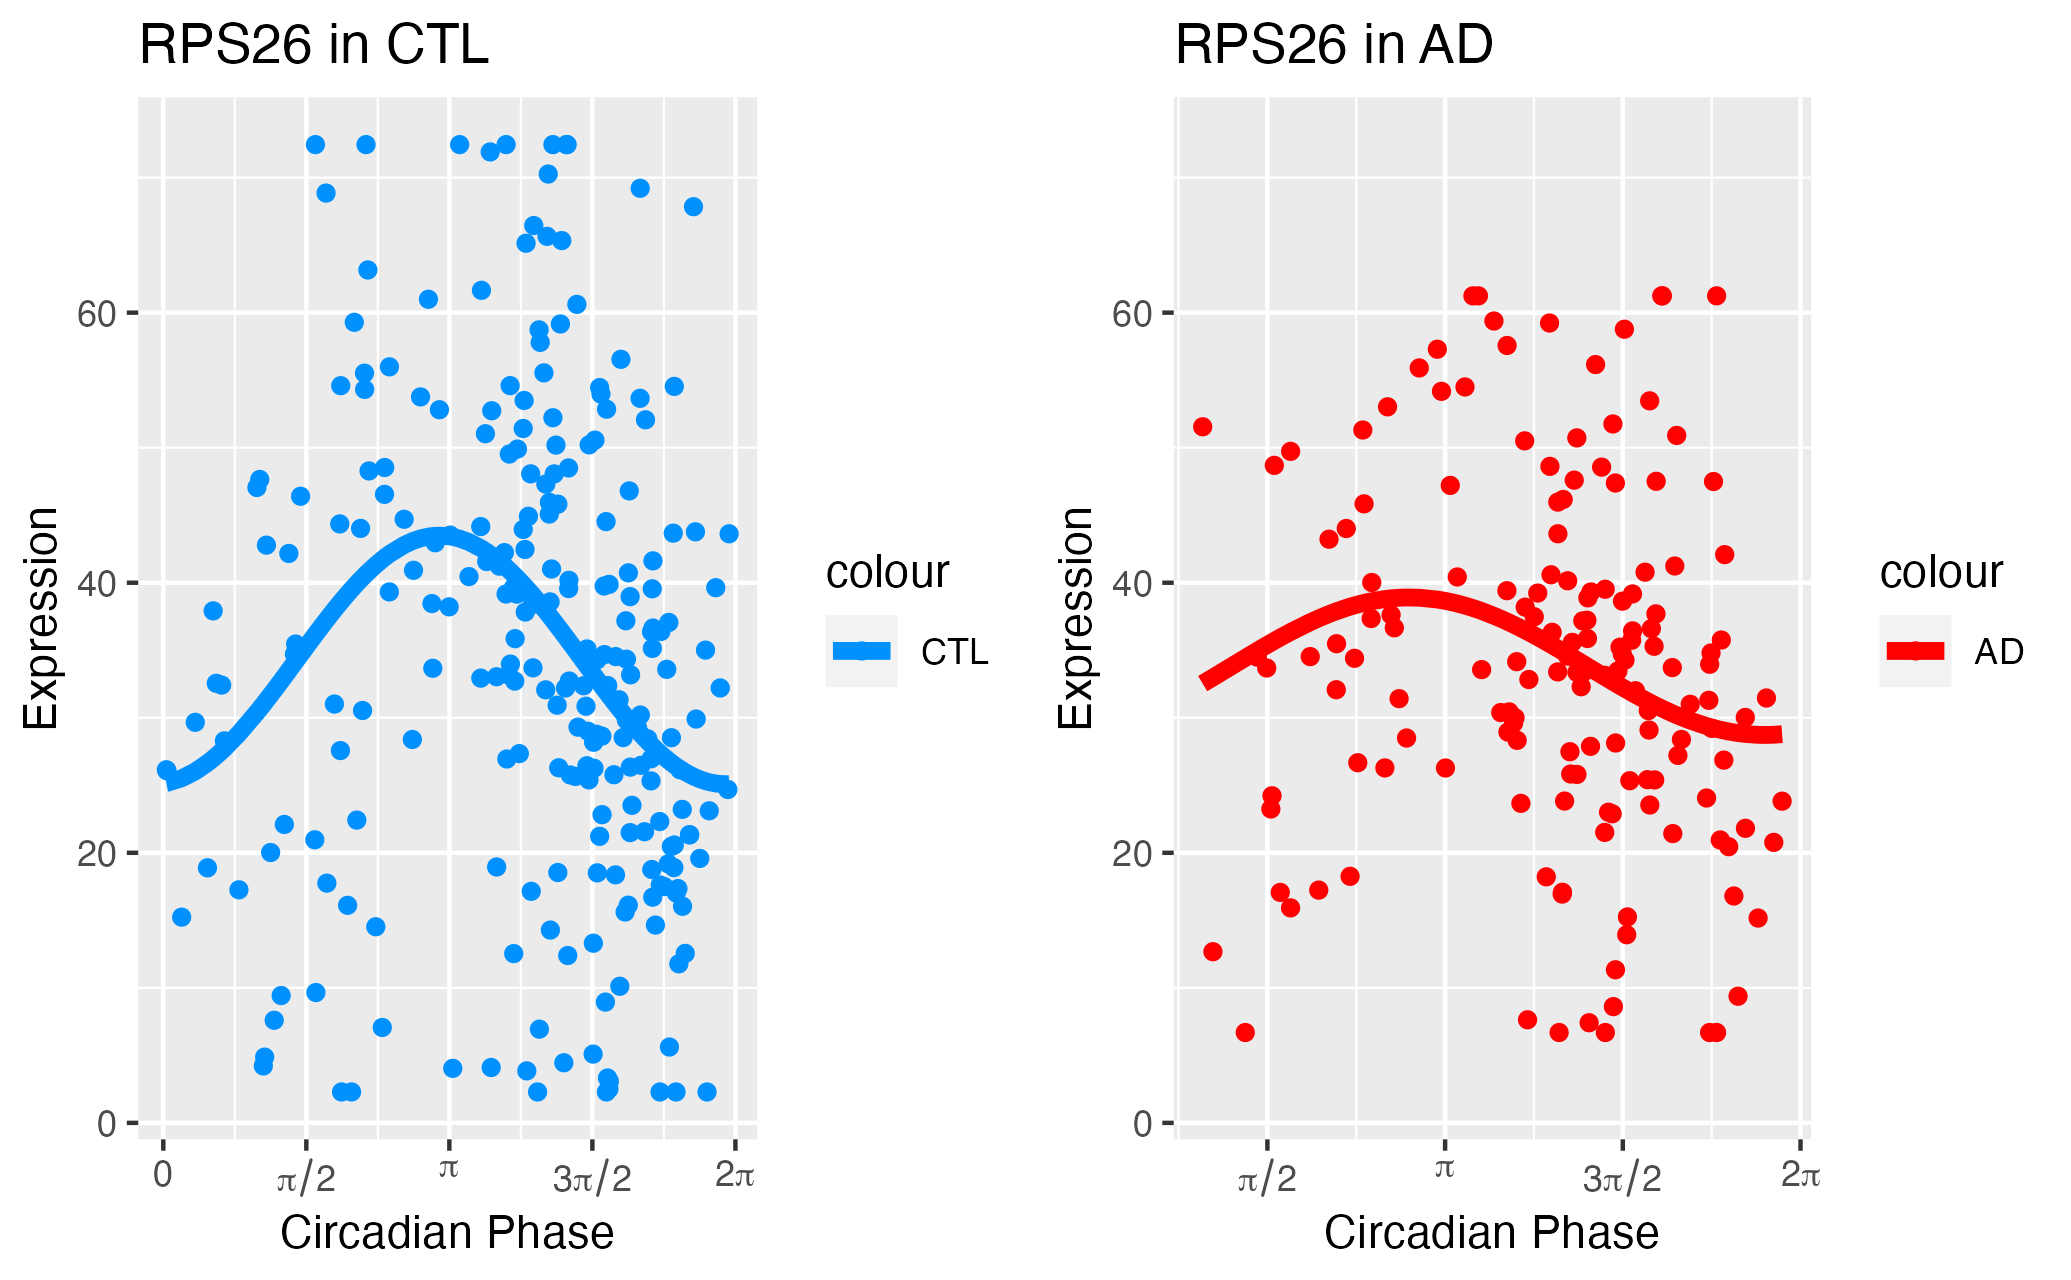 RPS26 in CTL
Expression
60
40
20
0
0
π/2
π
3π/2
2π
Circadian Phase
colour
CTL
RPS26 in AD
Expression
60
40
20
0
π/2
π
3π/2
2π
Circadian Phase
colour
AD